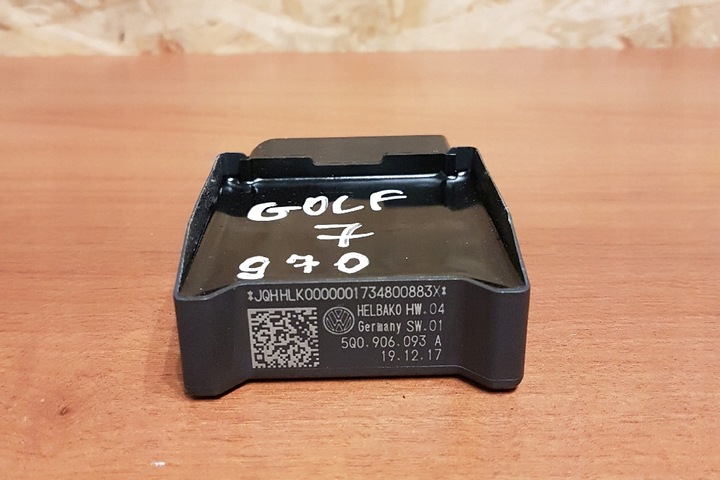 GOLF
7
970
*JQHHLK0000001734800883X*
HELBAKO HW.04
Germany SW.01
5Q0.906.093 A
19.12.17